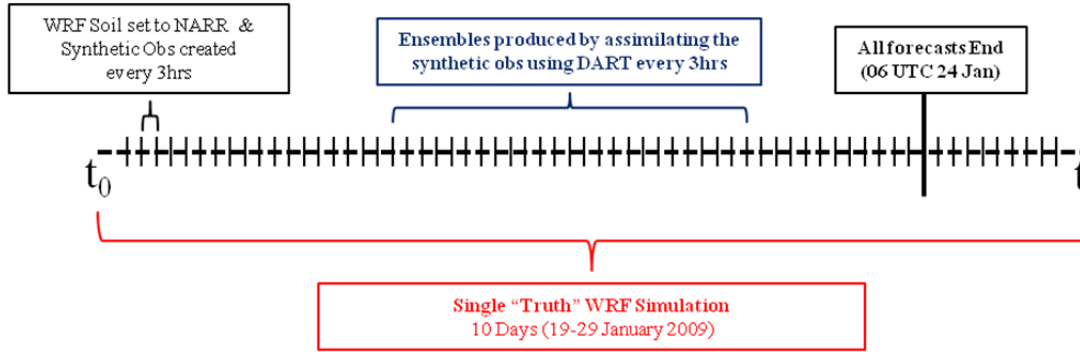 WRF Soil set to NARR &
Synthetic Obs created
every 3hrs
Ensembles produced by assimilating the
synthetic obs using DART every 3hrs
All forecasts End
(06 UTC 24 Jan)
t0
t
Single “Truth” WRF Simulation
10 Days (19-29 January 2009)